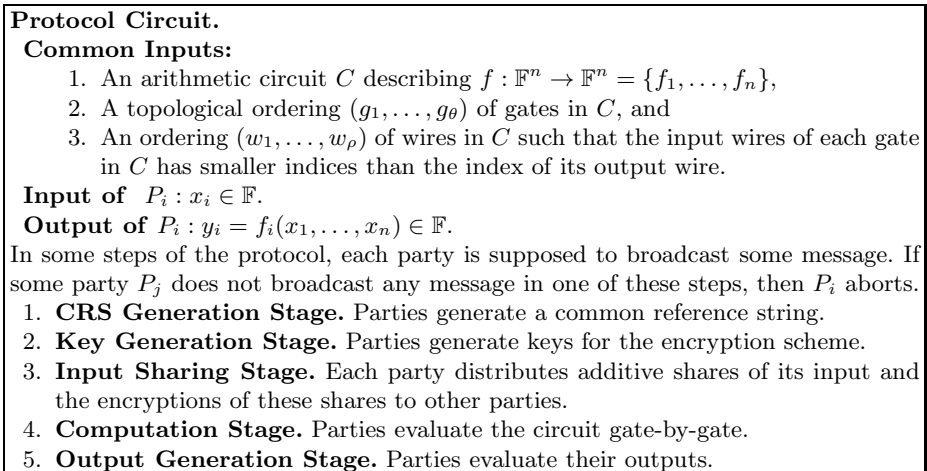 Protocol Circuit.
Common Inputs:
1. An arithmetic circuit C describing f : 𝔽ⁿ → 𝔽ⁿ = {f₁, . . . , fₙ},
2. A topological ordering (g₁, . . . , g_θ) of gates in C, and
3. An ordering (w₁, . . . , w_ρ) of wires in C such that the input wires of each gate
in C has smaller indices than the index of its output wire.
Input of Pᵢ : xᵢ ∈ 𝔽.
Output of Pᵢ : yᵢ = fᵢ(x₁, . . . , xₙ) ∈ 𝔽.
In some steps of the protocol, each party is supposed to broadcast some message. If
some party Pⱼ does not broadcast any message in one of these steps, then Pᵢ aborts.
1. CRS Generation Stage. Parties generate a common reference string.
2. Key Generation Stage. Parties generate keys for the encryption scheme.
3. Input Sharing Stage. Each party distributes additive shares of its input and
the encryptions of these shares to other parties.
4. Computation Stage. Parties evaluate the circuit gate-by-gate.
5. Output Generation Stage. Parties evaluate their outputs.